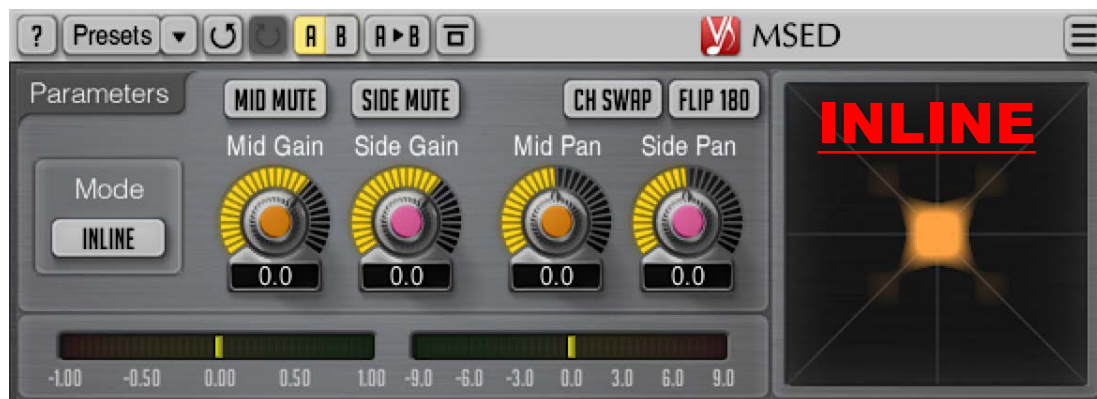 ? Presets A B A▸B MSED
Parameters MID MUTE SIDE MUTE CH SWAP FLIP 180 INLINE
Mid Gain Side Gain Mid Pan Side Pan
Mode
INLINE
0.0 0.0 0.0 0.0
-1.00 -0.50 0.00 0.50 1.00 -9.0 -6.0 -3.0 0.0 3.0 6.0 9.0